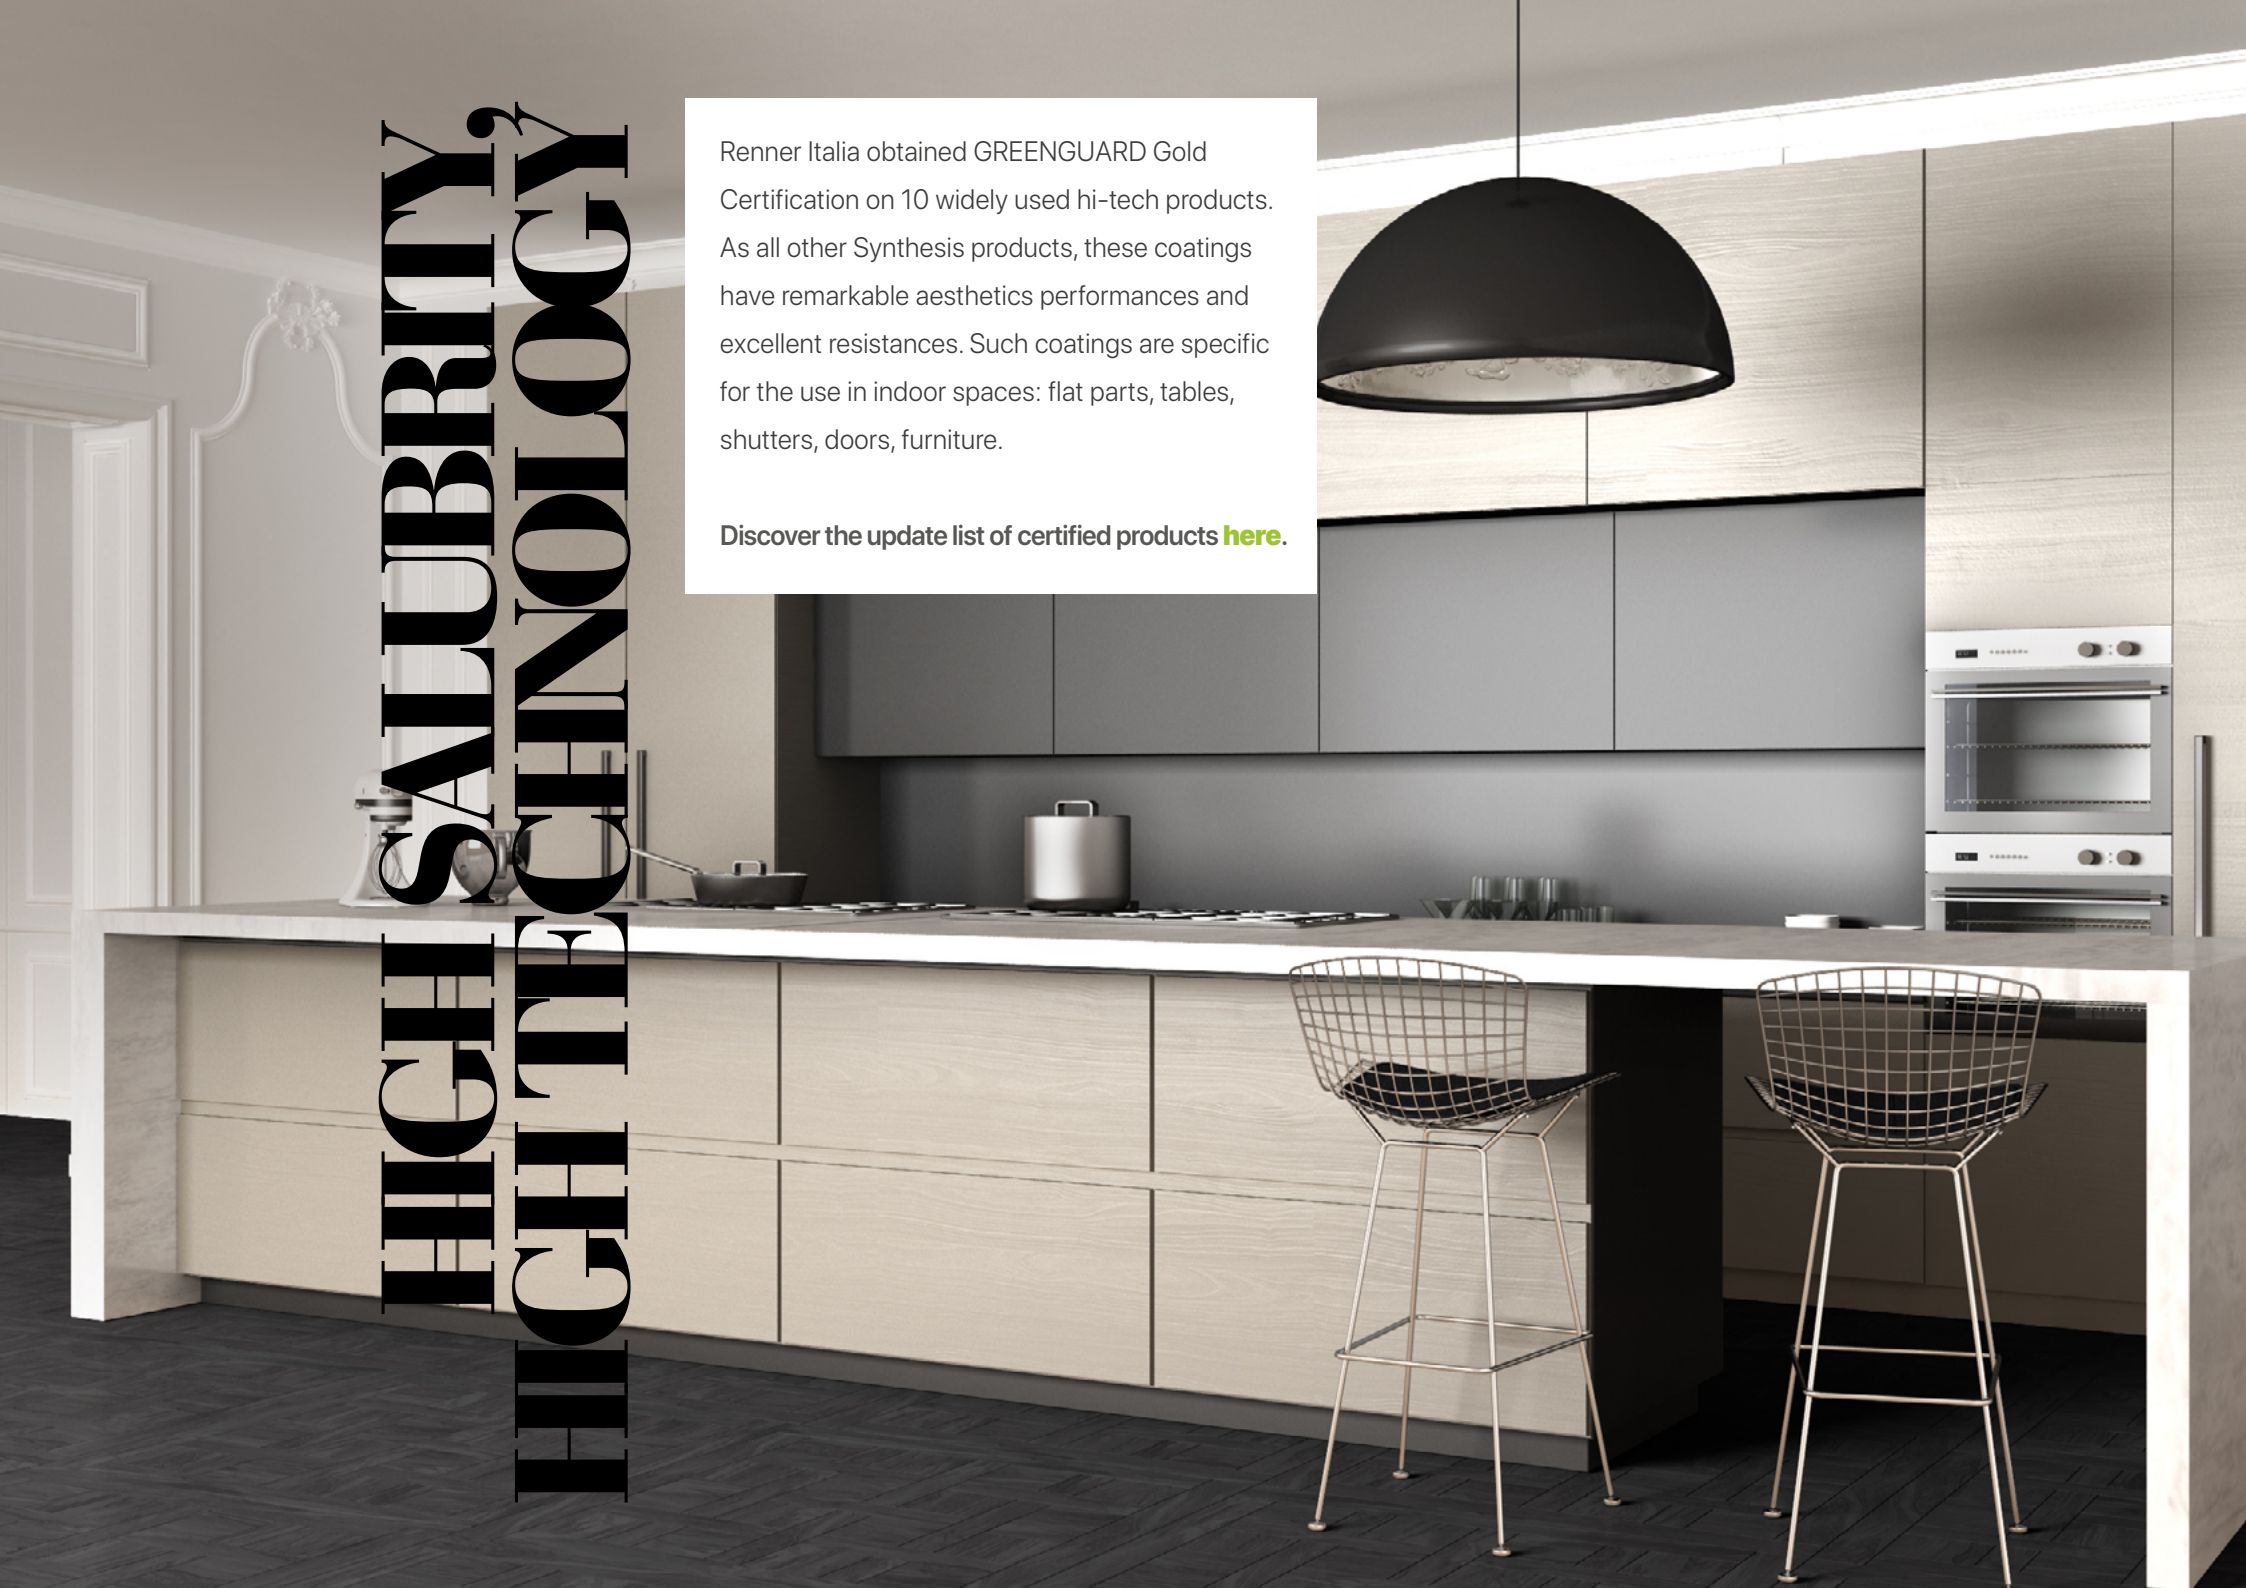 HIGH SALUBRITY,
HIGH TECHNOLOGY
Renner Italia obtained GREENGUARD Gold
Certification on 10 widely used hi-tech products.
As all other Synthesis products, these coatings
have remarkable aesthetics performances and
excellent resistances. Such coatings are specific
for the use in indoor spaces: flat parts, tables,
shutters, doors, furniture.
Discover the update list of certified products here.